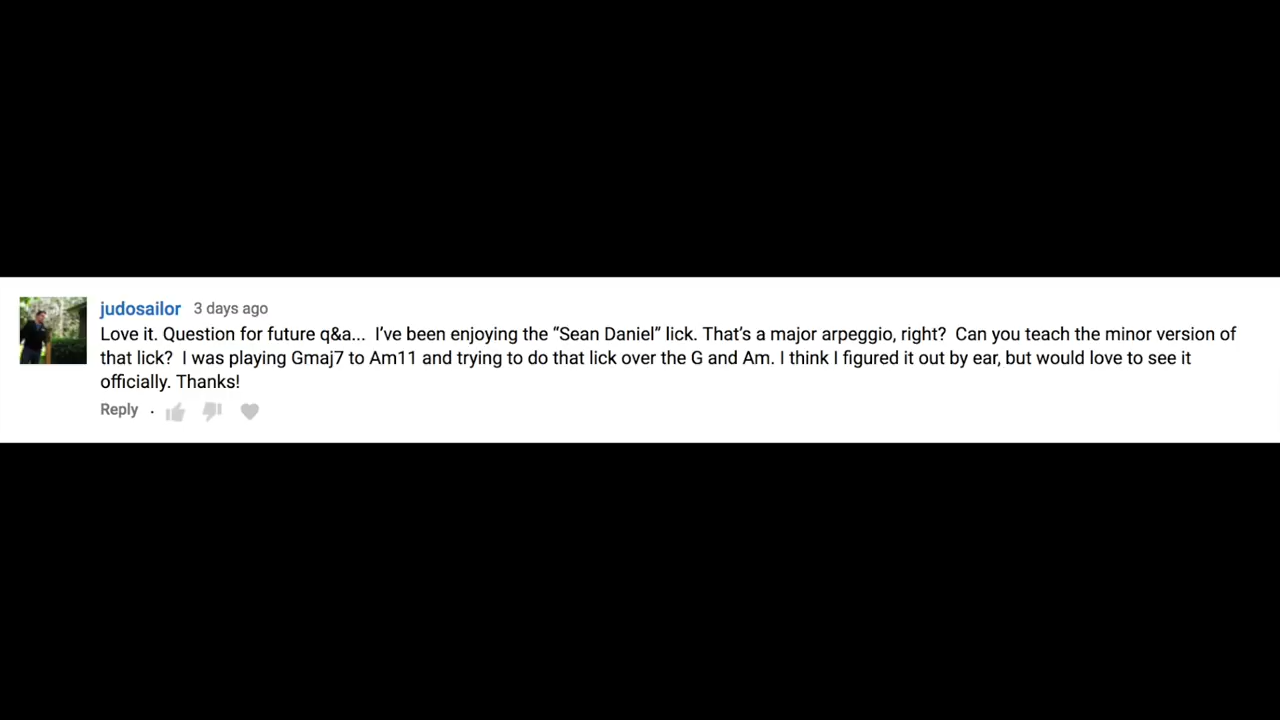 judosailor 3 days ago
Love it. Question for future q&a... I’ve been enjoying the “Sean Daniel” lick. That’s a major arpeggio, right? Can you teach the minor version of
that lick? I was playing Gmaj7 to Am11 and trying to do that lick over the G and Am. I think I figured it out by ear, but would love to see it
officially. Thanks!
Reply .